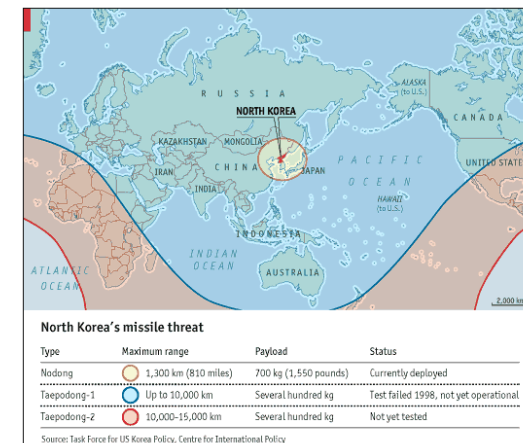 RUSSIA
ALASKA
(to U.S.)
CANADA
NORTH KOREA
KAZAKHSTAN
MONGOLIA
PACIFIC
OCEAN
UNITED STATE
CHINA
JAPAN
IRAN
INDIA
HAWAII
(to U.S.)
INDONESIA
INDIAN
OCEAN
ATLANTIC
OCEAN
AUSTRALIA
2,000 km
North Korea's missile threat
Type Maximum range Payload Status
Nodong 1,300 km (810 miles) 700 kg (1,550 pounds) Currently deployed
Taepodong-1 Up to 10,000 km Several hundred kg Test failed 1998, not yet operational
Taepodong-2 10,000-15,000 km Several hundred kg Not yet tested
Source: Task Force for US Korea Policy, Centre for International Policy